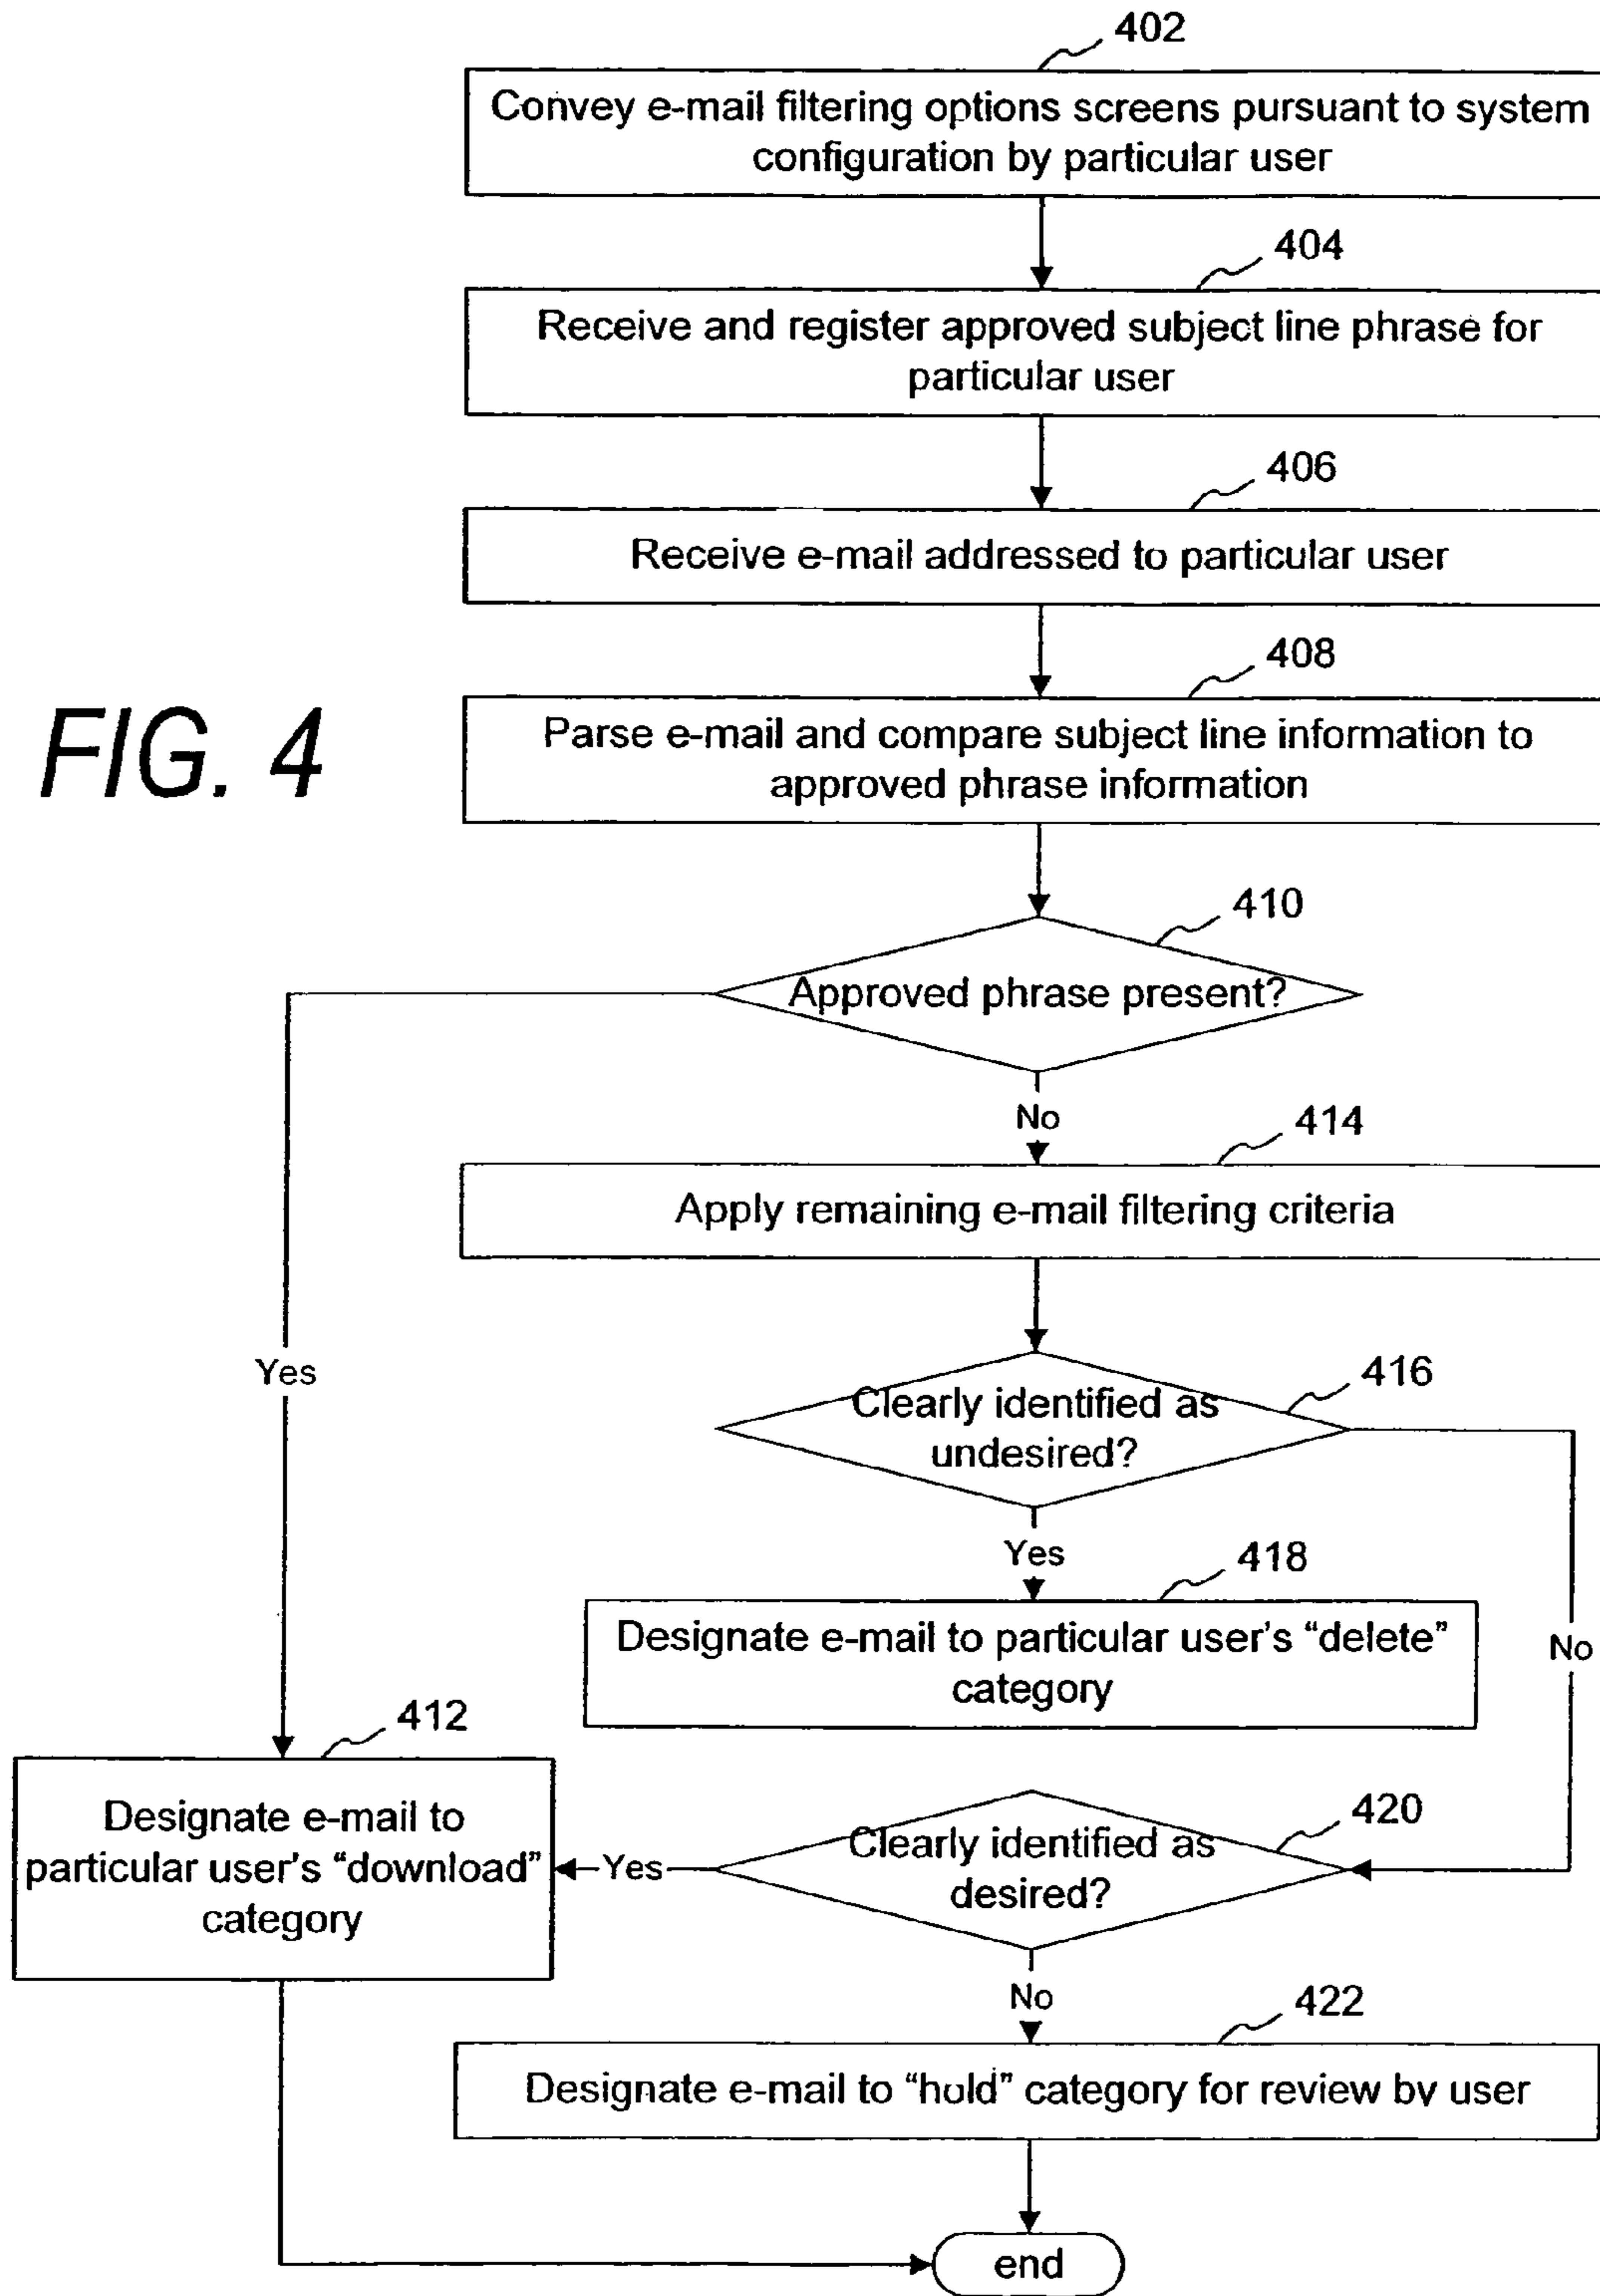 402
Convey e-mail filtering options screens pursuant to system
configuration by particular user
404
Receive and register approved subject line phrase for
particular user
406
Receive e-mail addressed to particular user
408
FIG. 4
Parse e-mail and compare subject line information to
approved phrase information
410
Approved phrase present?
No
414
Apply remaining e-mail filtering criteria
Yes
416
Clearly identified as
undesired?
Yes
418
Designate e-mail to particular user's “delete”
category
No
412
Designate e-mail to
particular user's “download”
category
420
Clearly identified as
desired?
Yes
No
422
Designate e-mail to “hold” category for review by user
end